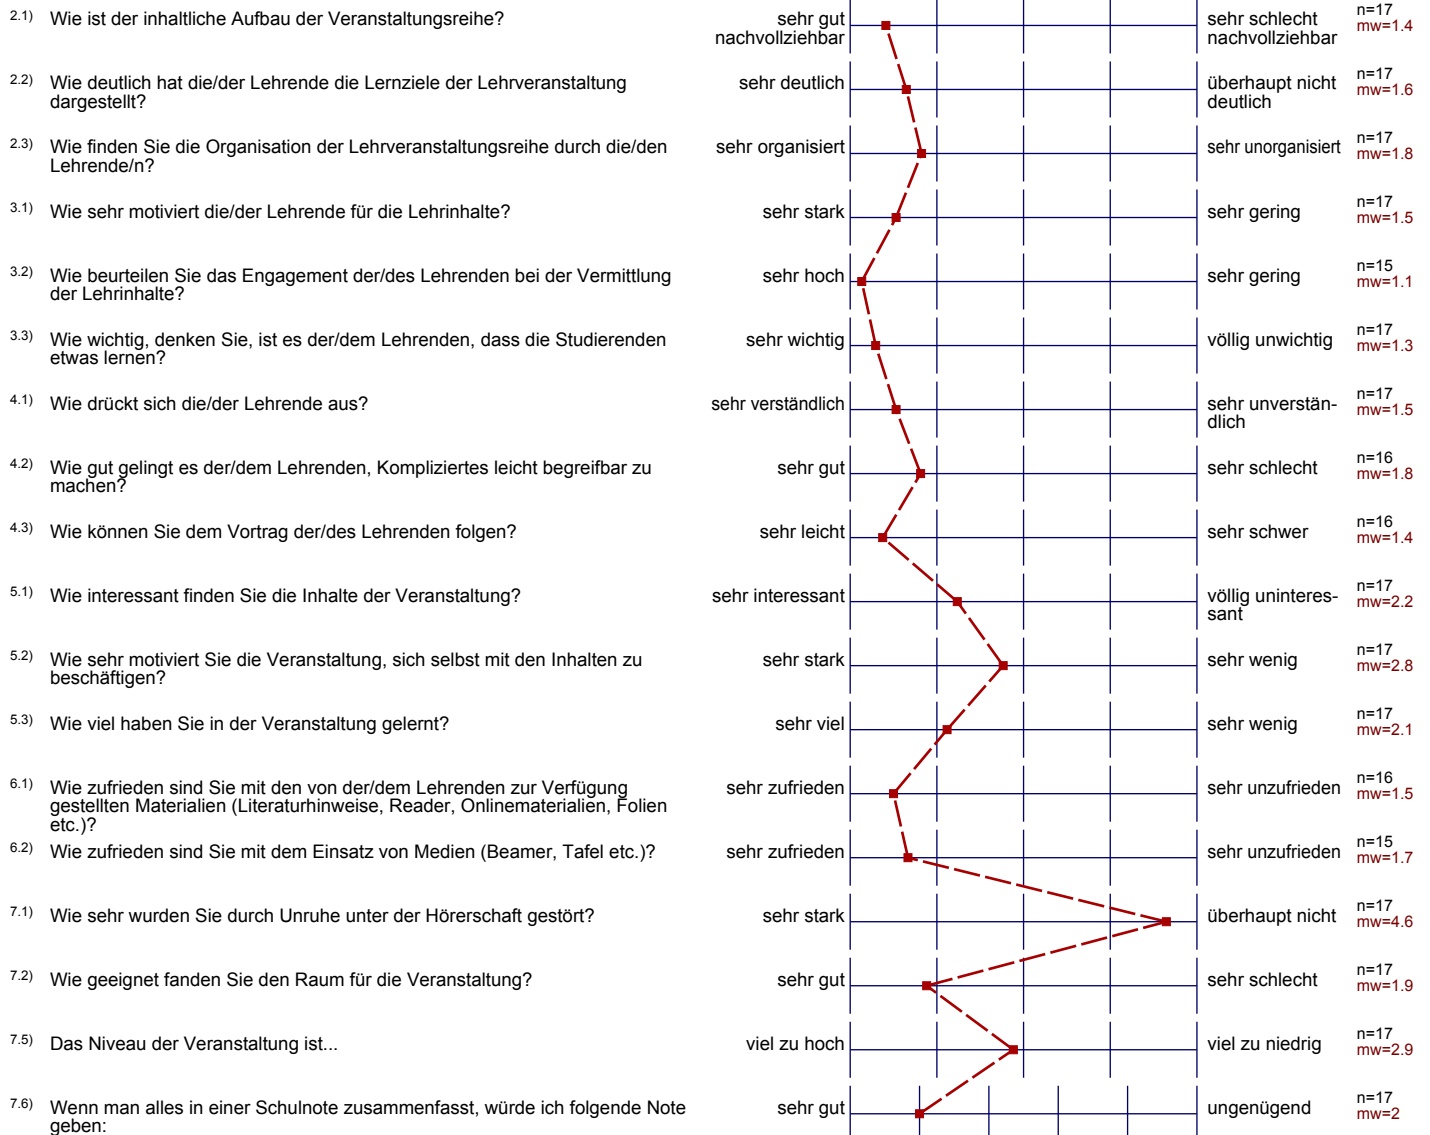 2.1) Wie ist der inhaltliche Aufbau der Veranstaltungsreihe? sehr gut sehr schlecht n=17
nachvollziehbar nachvollziehbar mw=1.4
2.2) Wie deutlich hat die/der Lehrende die Lernziele der Lehrveranstaltung sehr deutlich überhaupt nicht n=17
dargestellt? deutlich mw=1.6
2.3) Wie finden Sie die Organisation der Lehrveranstaltungsreihe durch die/den sehr organisiert sehr unorganisiert n=17
Lehrende/n? mw=1.8
3.1) Wie sehr motiviert die/der Lehrende für die Lehrinhalte? sehr stark sehr gering n=17
mw=1.5
3.2) Wie beurteilen Sie das Engagement der/des Lehrenden bei der Vermittlung sehr hoch sehr gering n=15
der Lehrinhalte? mw=1.1
3.3) Wie wichtig, denken Sie, ist es der/dem Lehrenden, dass die Studierenden sehr wichtig völlig unwichtig n=17
etwas lernen? mw=1.3
4.1) Wie drückt sich die/der Lehrende aus? sehr verständlich sehr unverstän- n=17
dlich mw=1.5
4.2) Wie gut gelingt es der/dem Lehrenden, Kompliziertes leicht begreifbar zu sehr gut sehr schlecht n=16
machen? mw=1.8
4.3) Wie können Sie dem Vortrag der/des Lehrenden folgen? sehr leicht sehr schwer n=16
mw=1.4
5.1) Wie interessant finden Sie die Inhalte der Veranstaltung? sehr interessant völlig uninteres- n=17
sant mw=2.2
5.2) Wie sehr motiviert Sie die Veranstaltung, sich selbst mit den Inhalten zu sehr stark sehr wenig n=17
beschäftigen? mw=2.8
5.3) Wie viel haben Sie in der Veranstaltung gelernt? sehr viel sehr wenig n=17
mw=2.1
6.1) Wie zufrieden sind Sie mit den von der/dem Lehrenden zur Verfügung sehr zufrieden sehr unzufrieden n=16
gestellten Materialien (Literaturhinweise, Reader, Onlinematerialien, Folien mw=1.5
etc.)?
6.2) Wie zufrieden sind Sie mit dem Einsatz von Medien (Beamer, Tafel etc.)? sehr zufrieden sehr unzufrieden n=15
mw=1.7
7.1) Wie sehr wurden Sie durch Unruhe unter der Hörerschaft gestört? sehr stark überhaupt nicht n=17
mw=4.6
7.2) Wie geeignet fanden Sie den Raum für die Veranstaltung? sehr gut sehr schlecht n=17
mw=1.9
7.5) Das Niveau der Veranstaltung ist... viel zu hoch viel zu niedrig n=17
mw=2.9
7.6) Wenn man alles in einer Schulnote zusammenfasst, würde ich folgende Note sehr gut ungenügend n=17
geben: mw=2